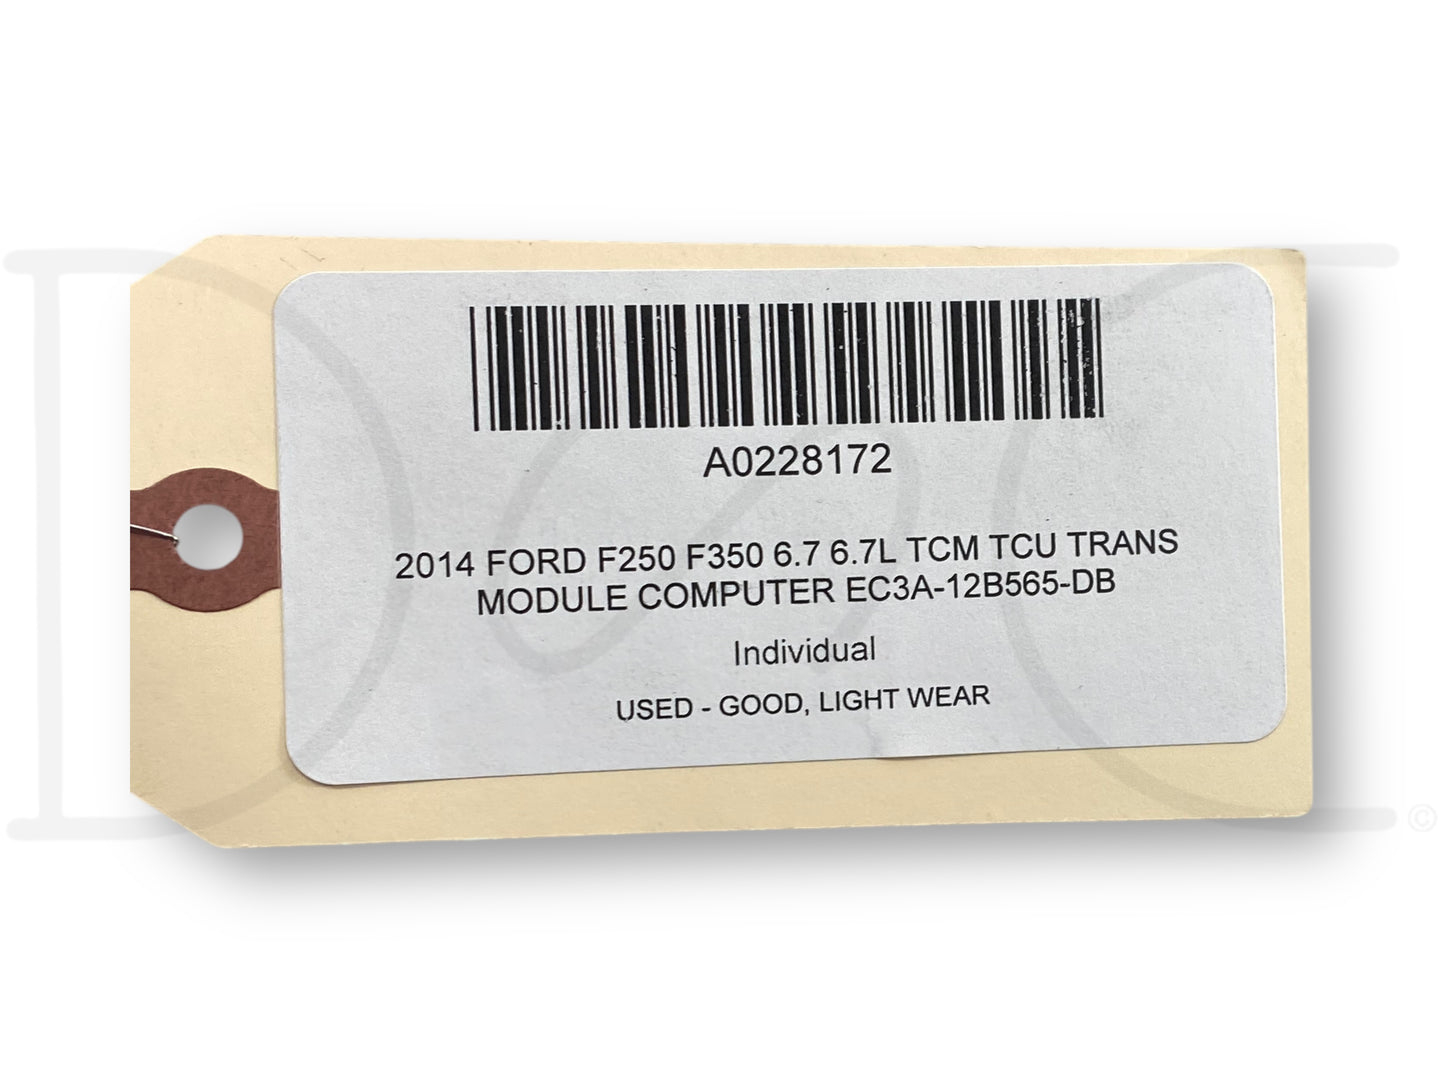 A0228172
2014 FORD F250 F350 6.7 6.7L TCM TCU TRANS
MODULE COMPUTER EC3A-12B565-DB
Individual
USED - GOOD, LIGHT WEAR
©